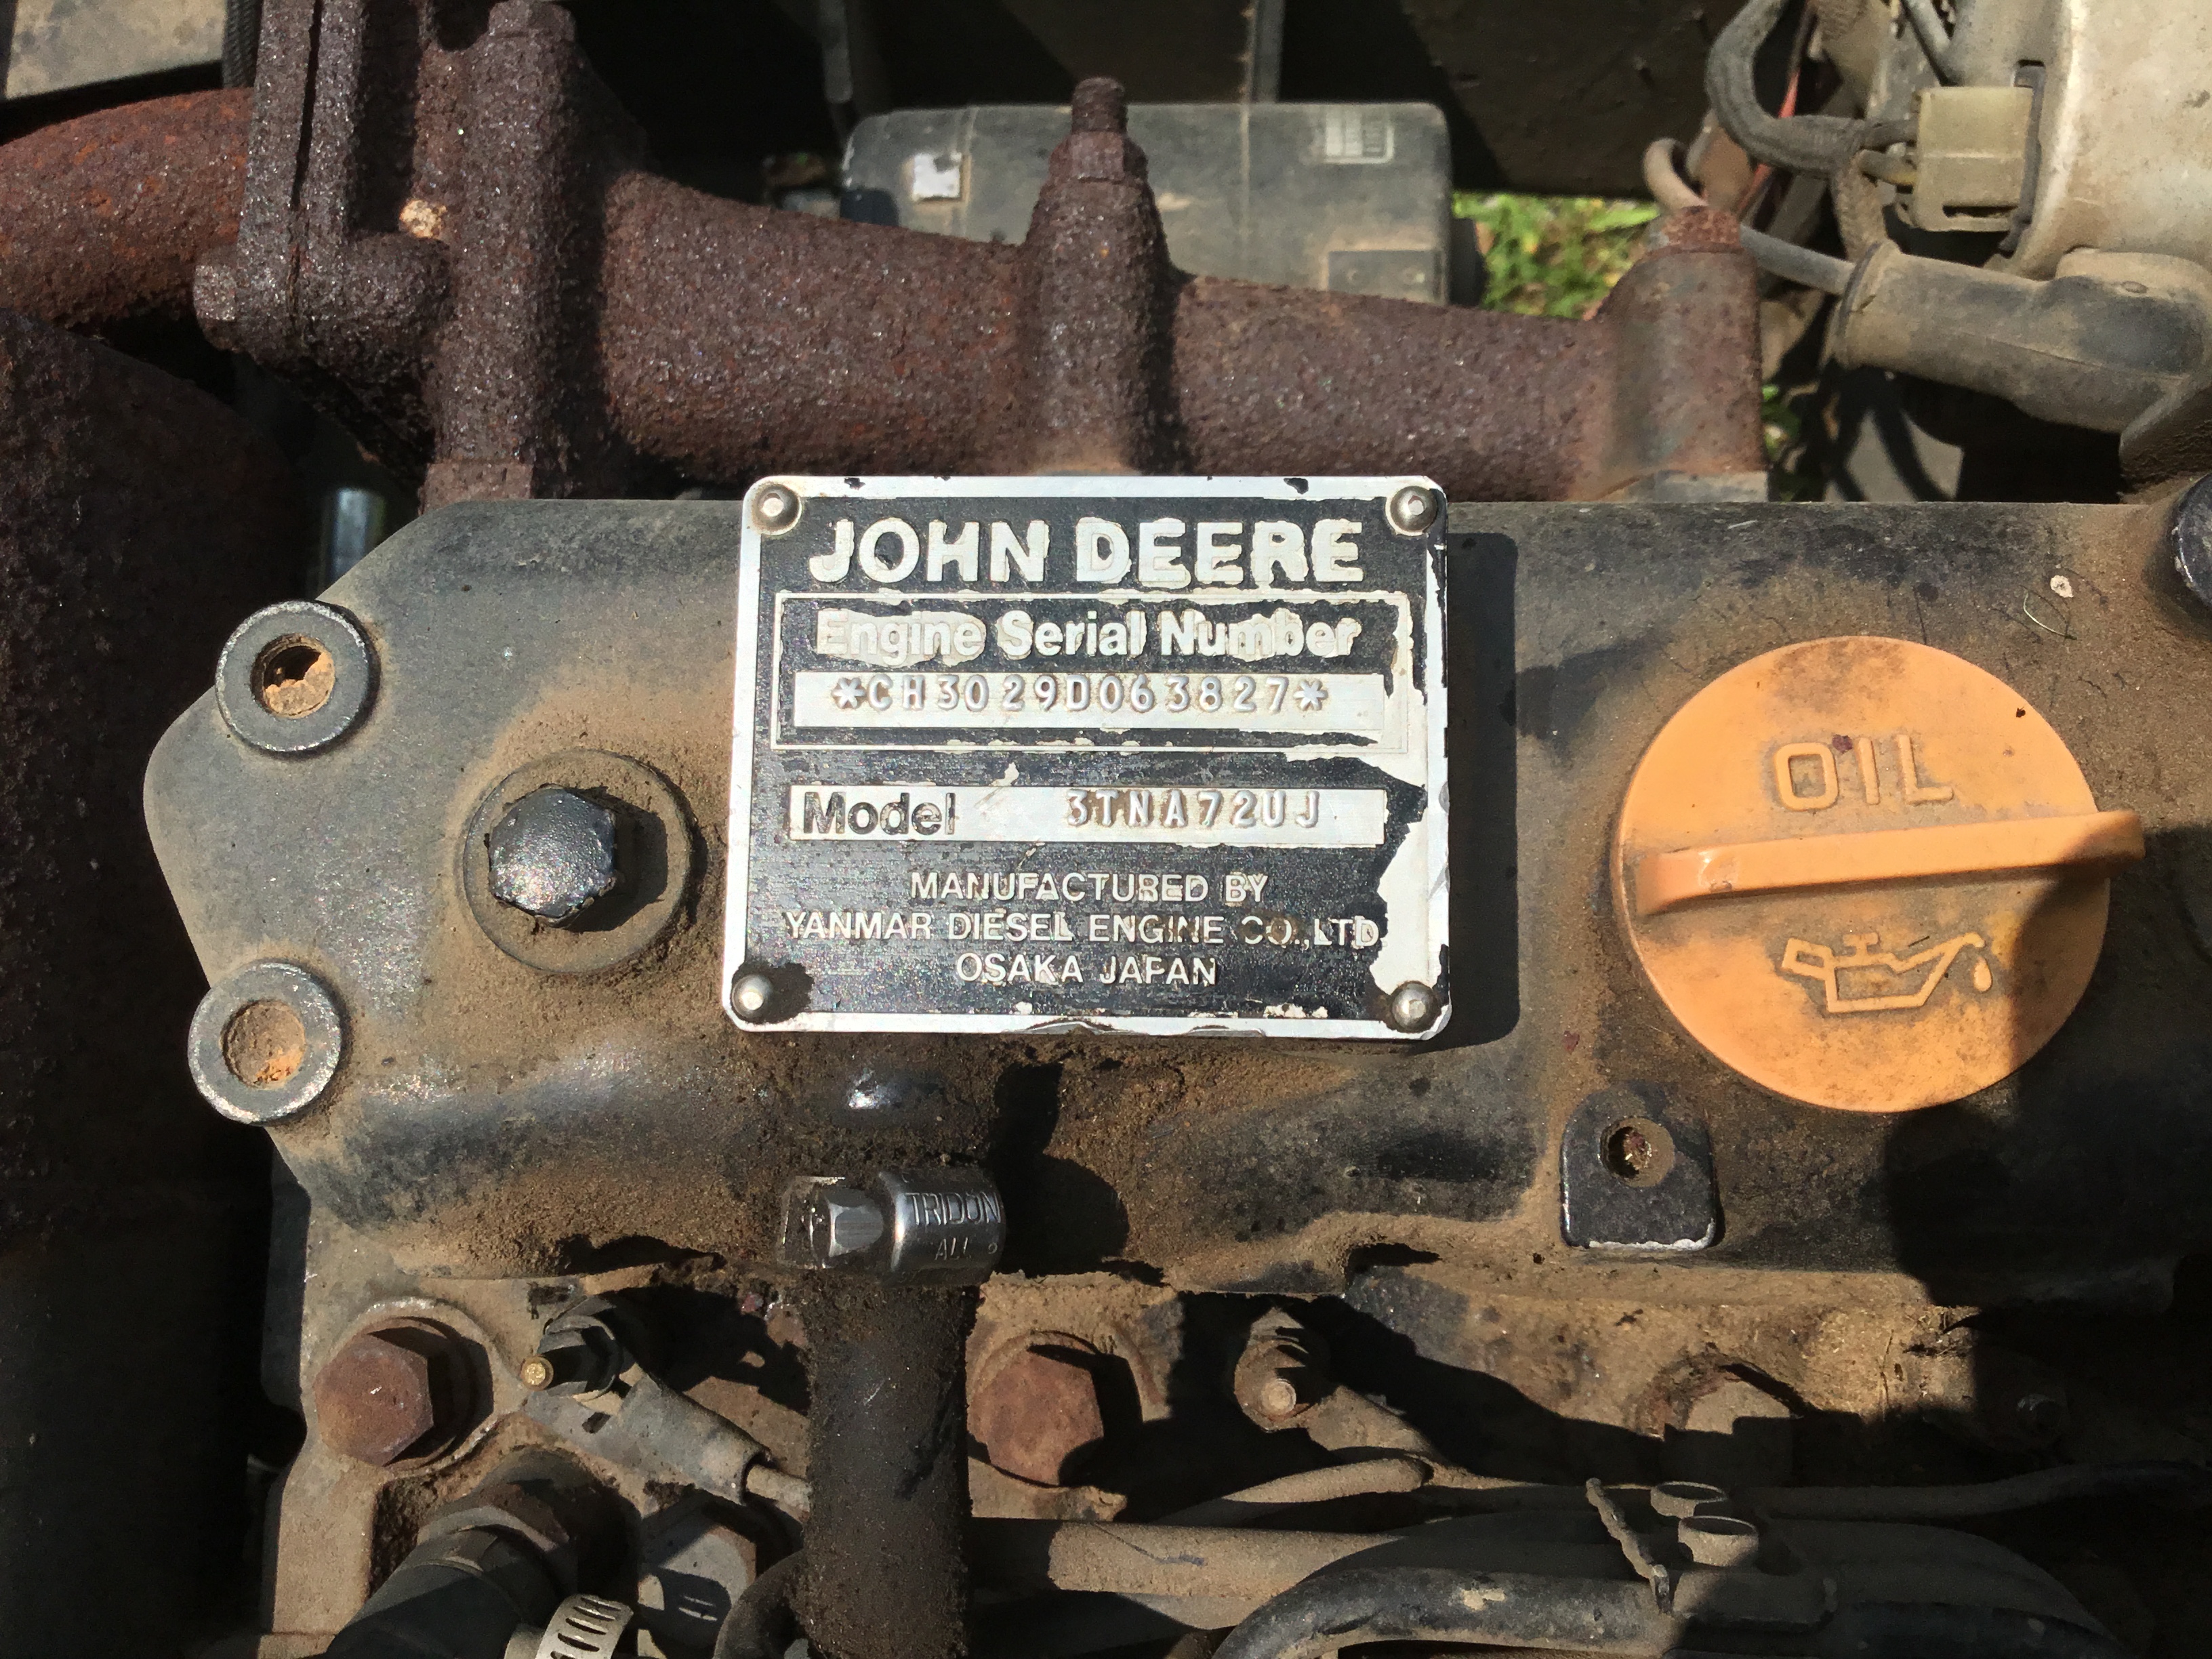 JOHN DEERE
Engine Serial Number
*CH3029D063827*
Model 3TNA72UJ
MANUFACTURED BY
YANMAR DIESEL ENGINE CO.,LTD
OSAKA JAPAN
OIL
TRIDON
ALL